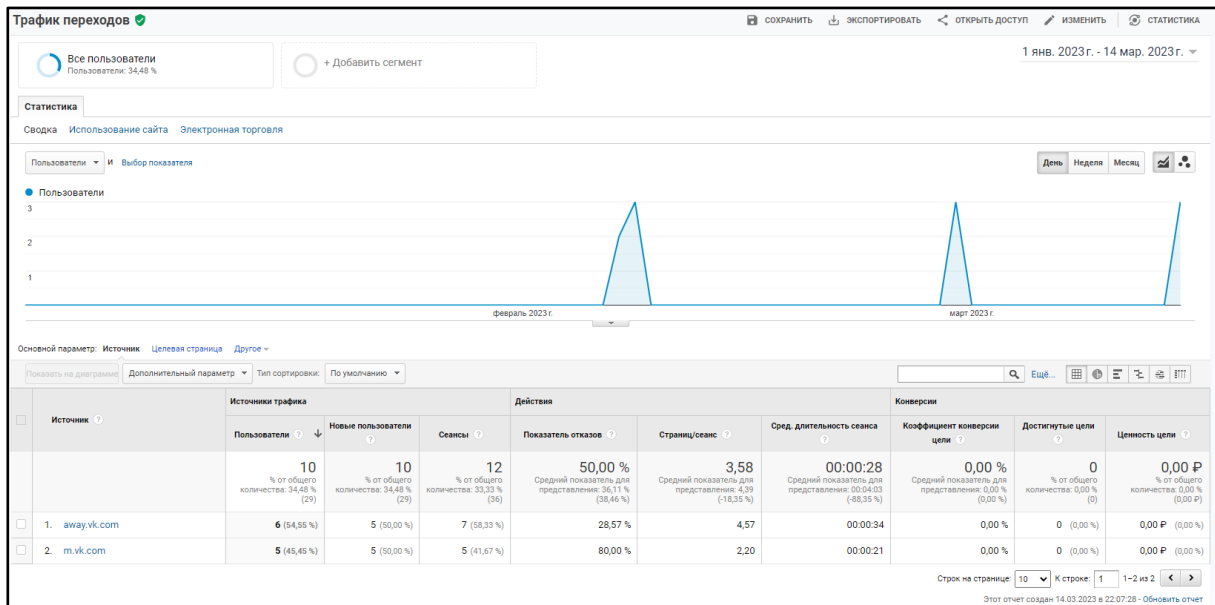 Трафик переходов
СОХРАНИТЬ ЭКСПОРТИРОВАТЬ ОТКРЫТЬ ДОСТУП ИЗМЕНИТЬ СТАТИСТИКА
Все пользователи
Пользователи: 34,48 %
+ Добавить сегмент
1 янв. 2023 г. - 14 мар. 2023 г.
Статистика
Сводка Использование сайта Электронная торговля
Пользователи и Выбор показателя
День Неделя Месяц
Пользователи
3
2
1
февраль 2023 г. март 2023 г.
Основной параметр: Источник Целевая страница Другое
Показать на диаграмме Дополнительный параметр Тип сортировки: По умолчанию Ещё...
Источник ? Источники трафика Действия Конверсии
Пользователи ? Новые пользователи ? Сеансы ? Показатель отказов ? Страниц/сеанс ? Сред. длительность сеанса ? Коэффициент конверсии цели ? Достигнутые цели ? Ценность цели ?
10 10 12 50,00 % 3,58 00:00:28 0,00 % 0 0,00 ₽
% от общего количества: 34,48 % (29) % от общего количества: 34,48 % (29) % от общего количества: 33,33 % (36) Средний показатель для представления: 36,11 % (38,46 %) Средний показатель для представления: 4,39 (-18,35 %) Средний показатель для представления: 00:04:03 (-88,35 %) Средний показатель для представления: 0,00 % (0,00 %) % от общего количества: 0,00 % (0) % от общего количества: 0,00 % (0,00 ₽)
1. away.vk.com 6 (54,55 %) 5 (50,00 %) 7 (58,33 %) 28,57 % 4,57 00:00:34 0,00 % 0 (0,00 %) 0,00 ₽ (0,00 %)
2. m.vk.com 5 (45,45 %) 5 (50,00 %) 5 (41,67 %) 80,00 % 2,20 00:00:21 0,00 % 0 (0,00 %) 0,00 ₽ (0,00 %)
Строк на странице: 10 К строке: 1 1–2 из 2
Этот отчет создан 14.03.2023 в 22:07:28 - Обновить отчет